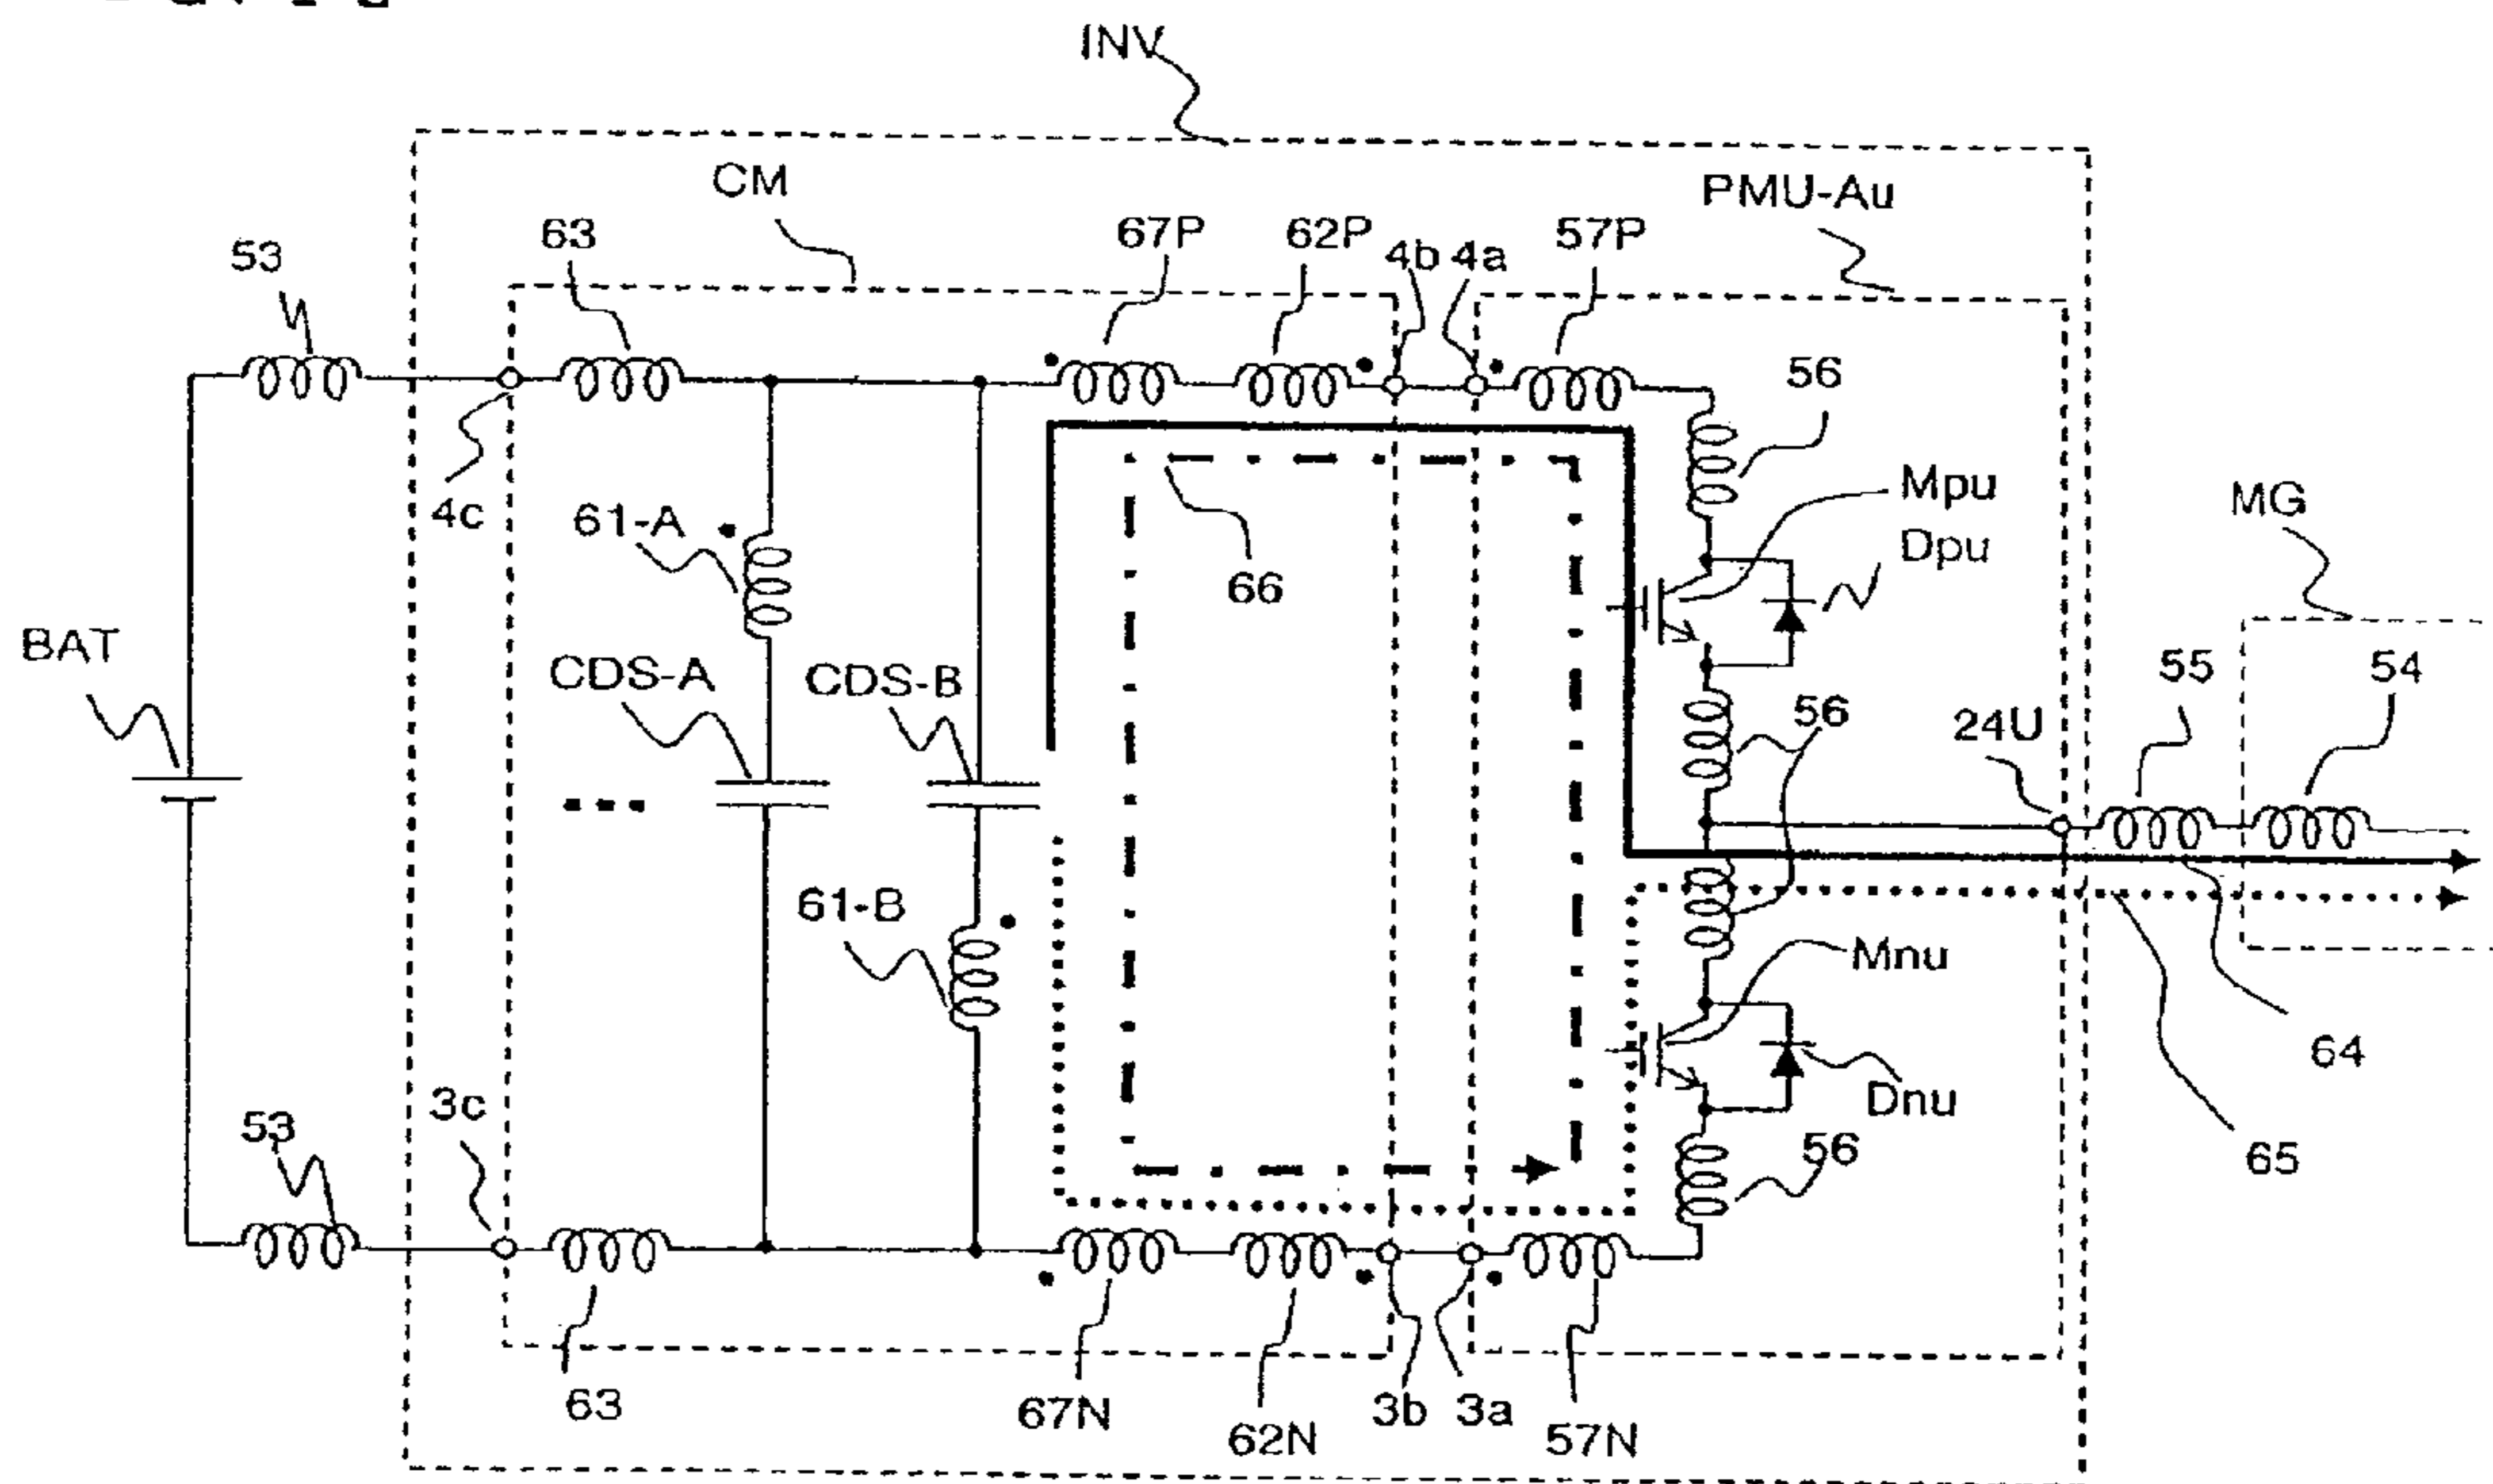 INV
CM
PMU-Au
53
63
67P
62P
4b
4a
57P
56
4c
61-A
66
Mpu
Dpu
MG
BAT
CDS-A
CDS-B
56
24U
55
54
61-B
Mnu
64
3c
Dnu
53
56
65
63
67N
62N
3b
3a
57N